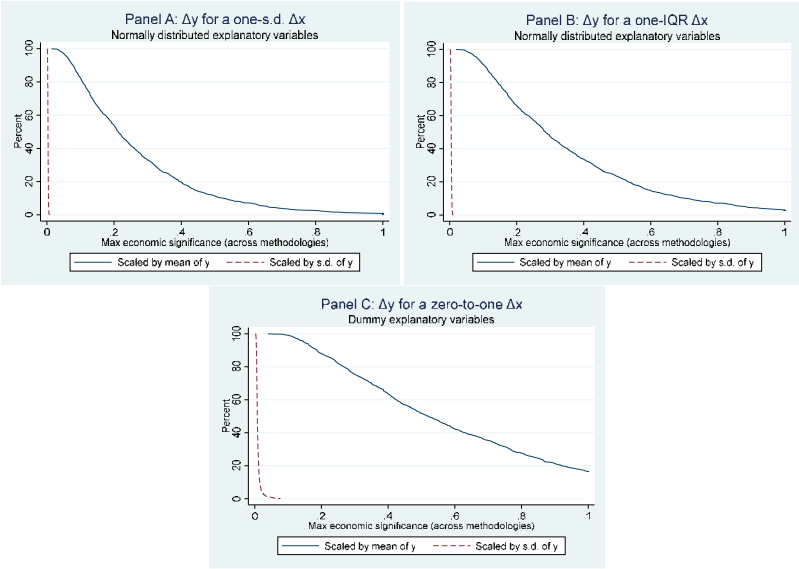 Panel A: Δy for a one-s.d. Δx
Normally distributed explanatory variables
Percent
100
80
60
40
20
0
0 .2 .4 .6 .8 1
Max economic significance (across methodologies)
Scaled by mean of y Scaled by s.d. of y
Panel B: Δy for a one-IQR Δx
Normally distributed explanatory variables
Percent
100
80
60
40
20
0
0 .2 .4 .6 .8 1
Max economic significance (across methodologies)
Scaled by mean of y Scaled by s.d. of y
Panel C: Δy for a zero-to-one Δx
Dummy explanatory variables
Percent
100
80
60
40
20
0
0 .2 .4 .6 .8 1
Max economic significance (across methodologies)
Scaled by mean of y Scaled by s.d. of y